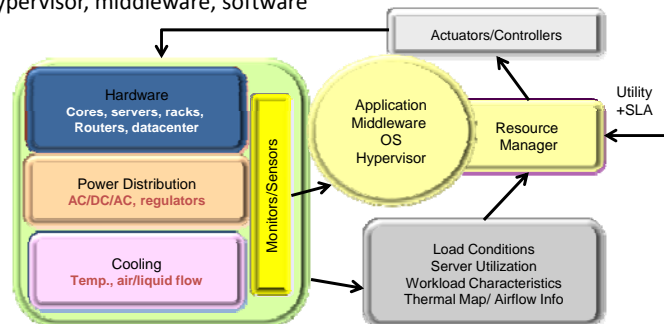 ypervisor, middleware, software
Actuators/Controllers
Hardware
Cores, servers, racks,
Routers, datacenter
Power Distribution
AC/DC/AC, regulators
Cooling
Temp., air/liquid flow
Monitors/Sensors
Application
Middleware
OS
Hypervisor
Resource
Manager
Utility
+SLA
Load Conditions
Server Utilization
Workload Characteristics
Thermal Map/ Airflow Info